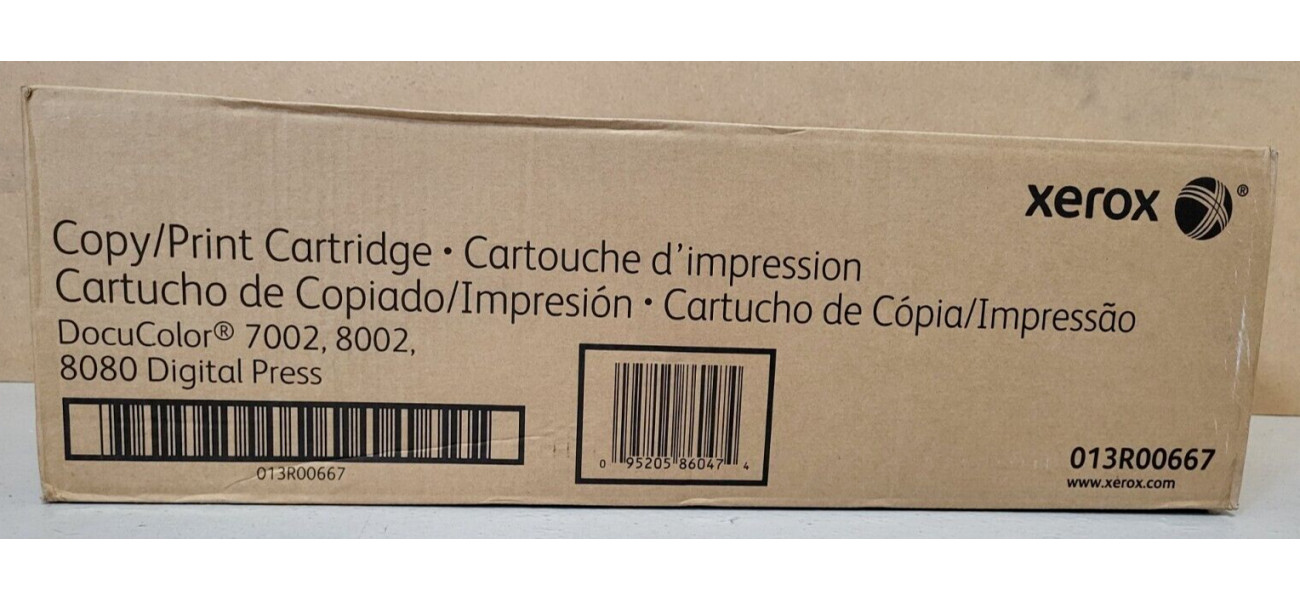 xerox ®
Copy/Print Cartridge · Cartouche d'impression
Cartucho de Copiado/Impresión · Cartucho de Cópia/Impressão
DocuColor® 7002, 8002,
8080 Digital Press
013R00667
0 95205 86047 4
013R00667
www.xerox.com